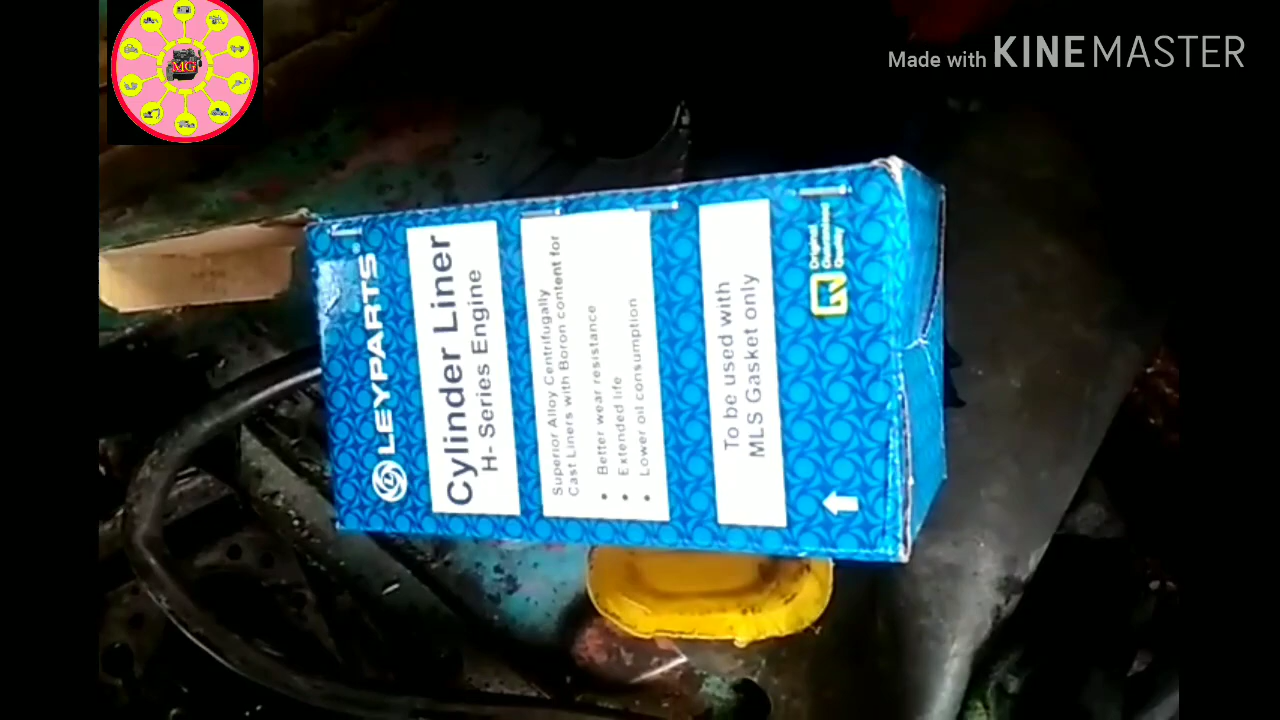 MG
Made with KINEMASTER
LEYPARTS®
Cylinder Liner
H- Series Engine
Superior Alloy Centrifugally
Cast Liners with Boron content for
• Better wear resistance
• Extended life
• Lower oil consumption
To be used with
MLS Gasket only
Original
Quality